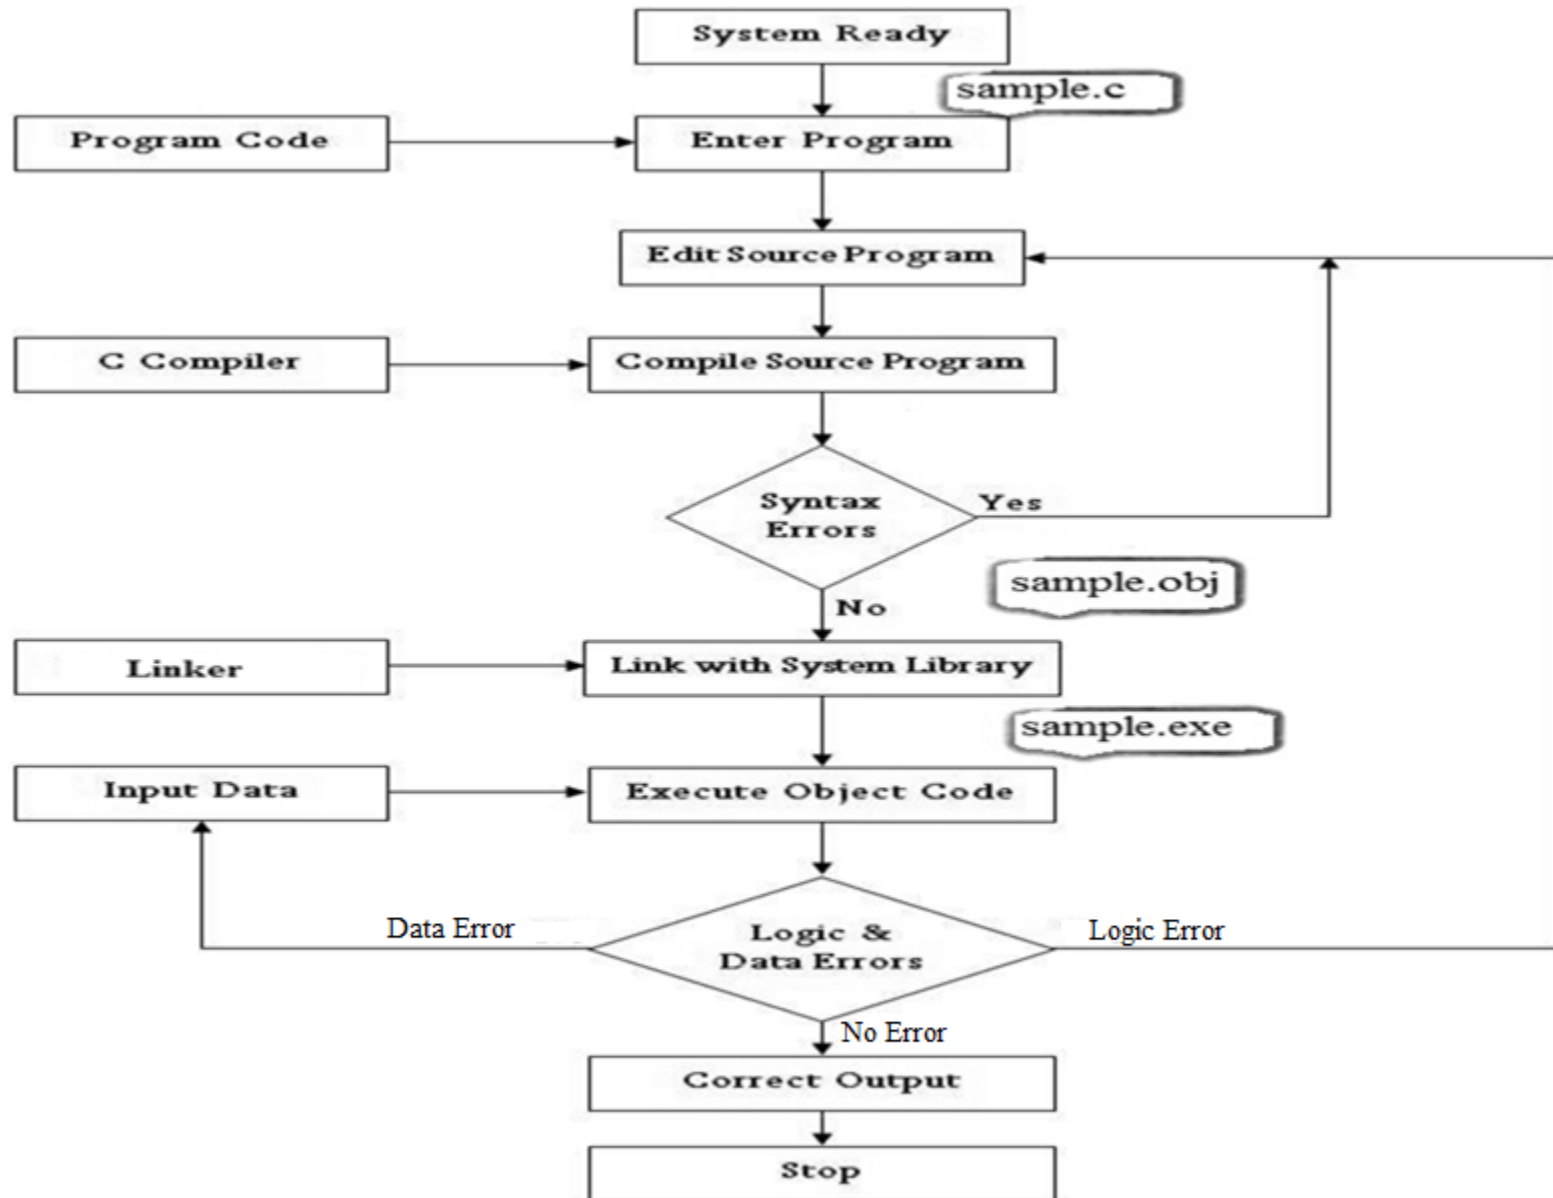 System Ready
sample.c
Program Code
Enter Program
Edit Source Program
C Compiler
Compile Source Program
Syntax
Errors
Yes
sample.obj
No
Linker
Link with System Library
sample.exe
Input Data
Execute Object Code
Data Error
Logic &
Data Errors
Logic Error
No Error
Correct Output
Stop